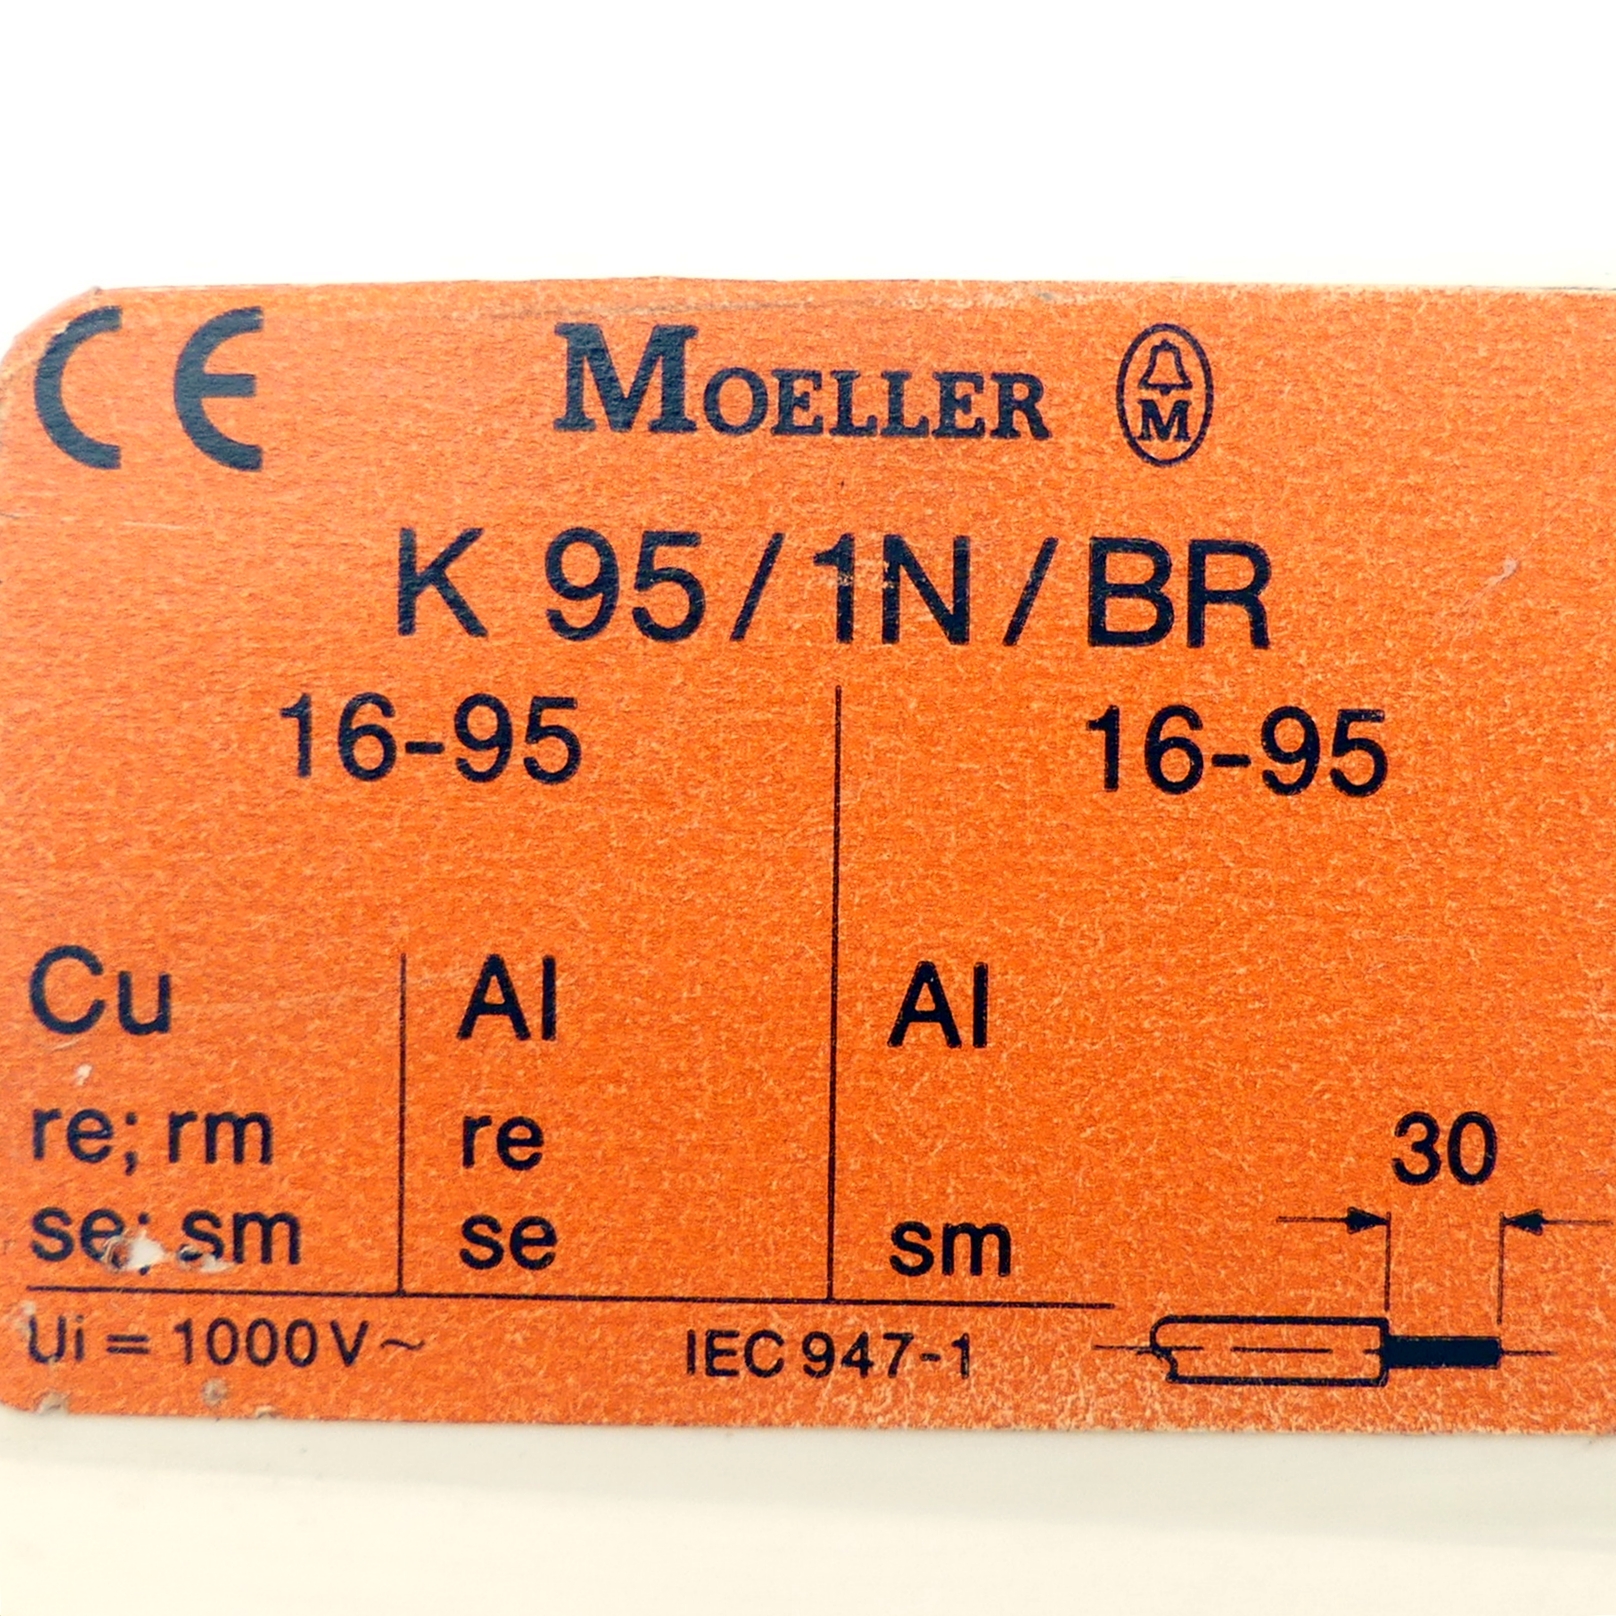 CE MOELLER M
K 95/1N/BR
16-95 16-95
Cu Al Al
re; rm re 30
se; sm se sm
Ui = 1000V~ IEC 947-1